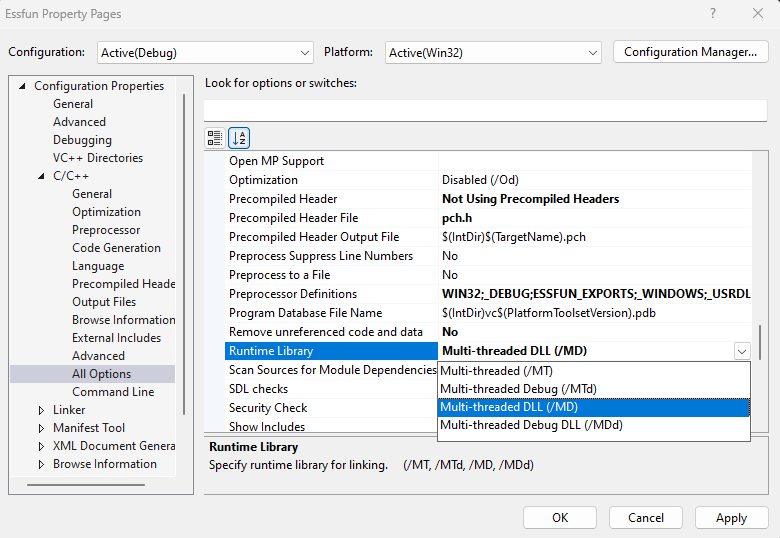 Essfun Property Pages
Configuration: Active(Debug) Platform: Active(Win32) Configuration Manager...
Configuration Properties
General
Advanced
Debugging
VC++ Directories
C/C++
General
Optimization
Preprocessor
Code Generation
Language
Precompiled Heade
Output Files
Browse Information
External Includes
Advanced
All Options
Command Line
Linker
Manifest Tool
XML Document Genera
Browse Information
Look for options or switches:
Open MP Support
Optimization Disabled (/Od)
Precompiled Header Not Using Precompiled Headers
Precompiled Header File pch.h
Precompiled Header Output File $(IntDir)$(TargetName).pch
Preprocess Suppress Line Numbers No
Preprocess to a File No
Preprocessor Definitions WIN32;_DEBUG;ESSFUN_EXPORTS;_WINDOWS;_USRDL
Program Database File Name $(IntDir)vc$(PlatformToolsetVersion).pdb
Remove unreferenced code and data No
Runtime Library Multi-threaded DLL (/MD)
Scan Sources for Module Dependencies
SDL checks
Security Check
Show Includes
Multi-threaded (/MT)
Multi-threaded Debug (/MTd)
Multi-threaded DLL (/MD)
Multi-threaded Debug DLL (/MDd)
Runtime Library
Specify runtime library for linking. (/MT, /MTd, /MD, /MDd)
OK Cancel Apply